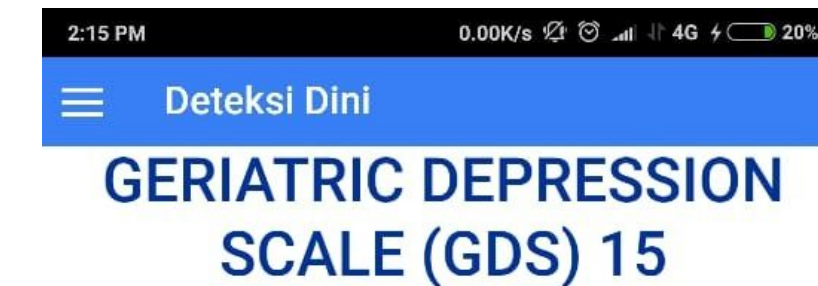 2:15 PM 0.00K/s 4G 20%
Deteksi Dini
GERIATRIC DEPRESSION
SCALE (GDS) 15